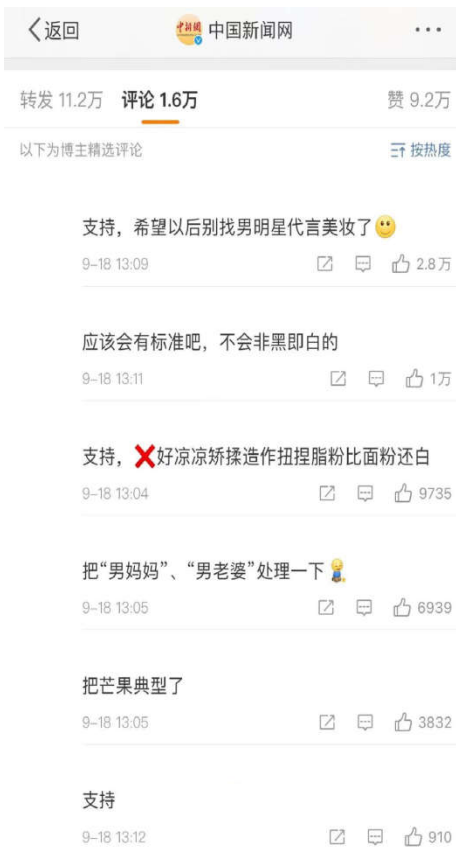 返回
中国新闻网
转发 11.2万 评论 1.6万 赞 9.2万
以下为博主精选评论 按热度
支持，希望以后别找男明星代言美妆了
9-18 13:09 2.8万
应该会有标准吧，不会非黑即白的
9-18 13:11 1万
支持，❌好凉凉矫揉造作扭捏脂粉比面粉还白
9-18 13:04 9735
把“男妈妈”、“男老婆”处理一下
9-18 13:05 6939
把芒果典型了
9-18 13:05 3832
支持
9-18 13:12 910